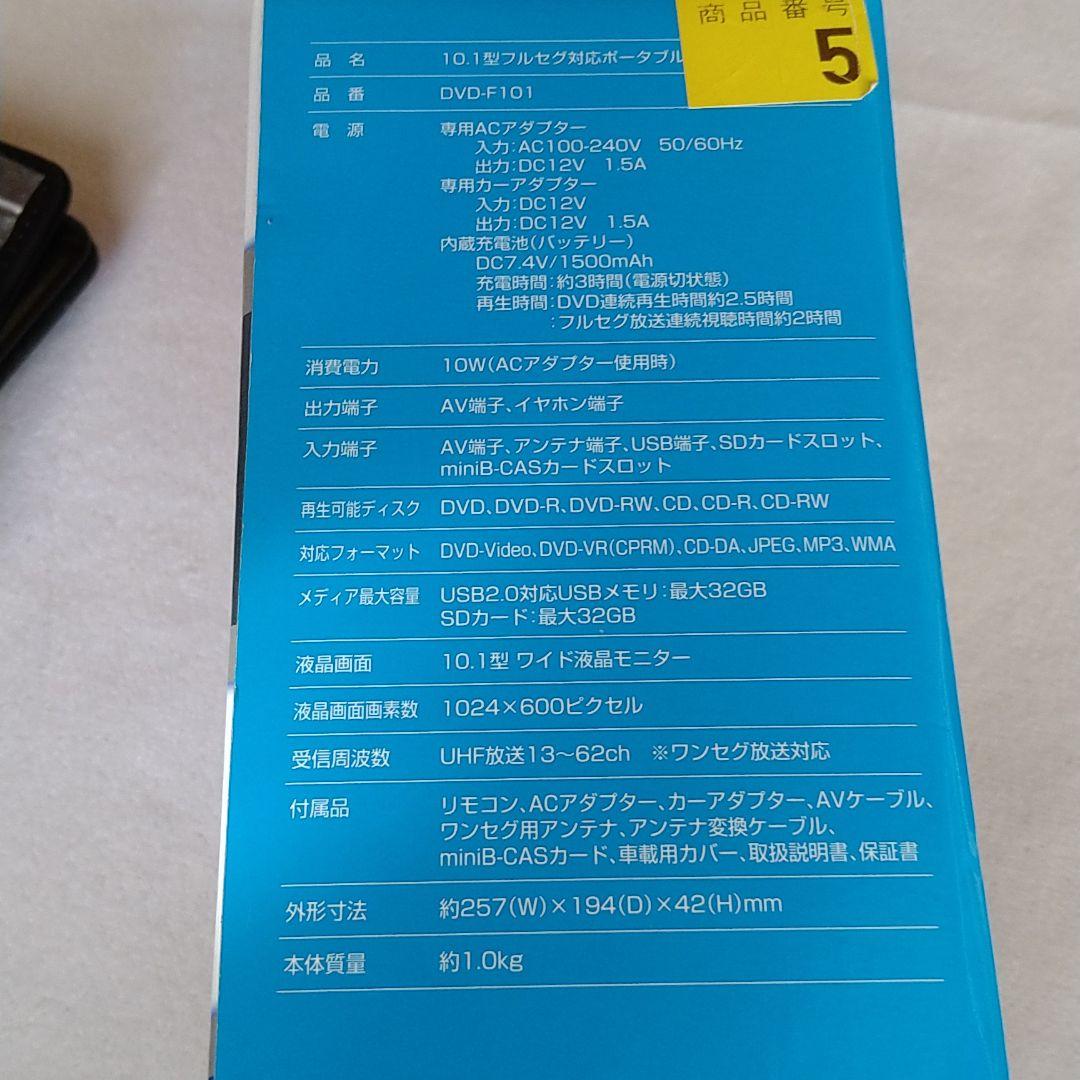 商品番号
5
品名 10.1型フルセグ対応ポータブル
品番 DVD-F101
電源 専用ACアダプター
入力:AC100-240V 50/60Hz
出力:DC12V 1.5A
専用カーアダプター
入力:DC12V
出力:DC12V 1.5A
内蔵充電池(バッテリー)
DC7.4V/1500mAh
充電時間:約3時間(電源切状態)
再生時間:DVD連続再生時間約2.5時間
:フルセグ放送連続視聴時間約2時間
消費電力 10W(ACアダプター使用時)
出力端子 AV端子、イヤホン端子
入力端子 AV端子、アンテナ端子、USB端子、SDカードスロット、
miniB-CASカードスロット
再生可能ディスク DVD、DVD-R、DVD-RW、CD、CD-R、CD-RW
対応フォーマット DVD-Video、DVD-VR(CPRM)、CD-DA、JPEG、MP3、WMA
メディア最大容量 USB2.0対応USBメモリ:最大32GB
SDカード:最大32GB
液晶画面 10.1型 ワイド液晶モニター
液晶画面画素数 1024×600ピクセル
受信周波数 UHF放送13~62ch ※ワンセグ放送対応
付属品 リモコン、ACアダプター、カーアダプター、AVケーブル、
ワンセグ用アンテナ、アンテナ変換ケーブル、
miniB-CASカード、車載用カバー、取扱説明書、保証書
外形寸法 約257(W)×194(D)×42(H)mm
本体質量 約1.0kg